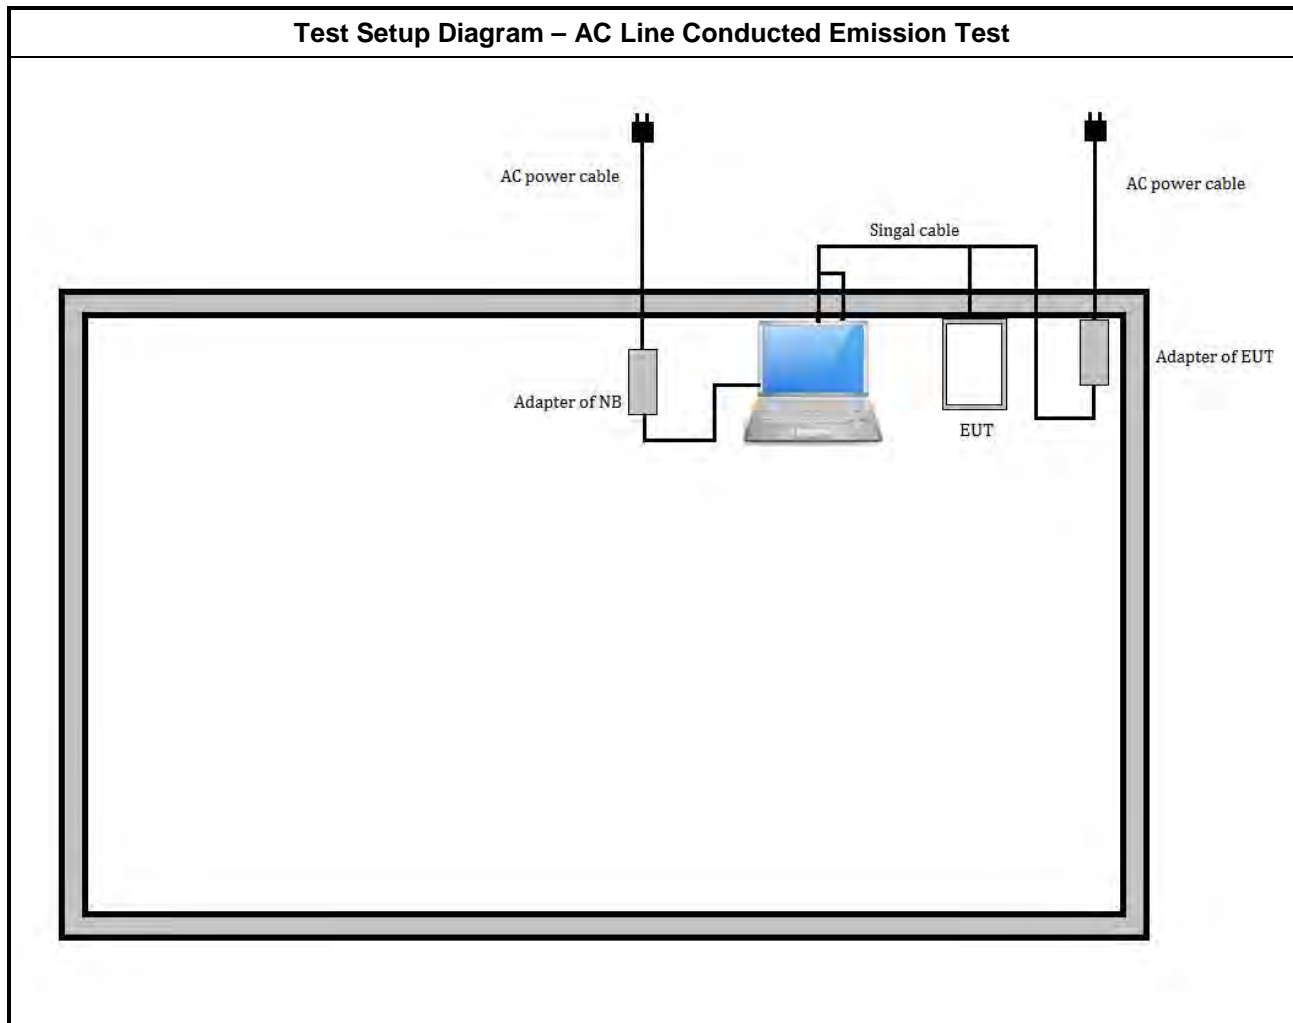 Test Setup Diagram – AC Line Conducted Emission Test
AC power cable
AC power cable
Singal cable
Adapter of EUT
Adapter of NB
EUT